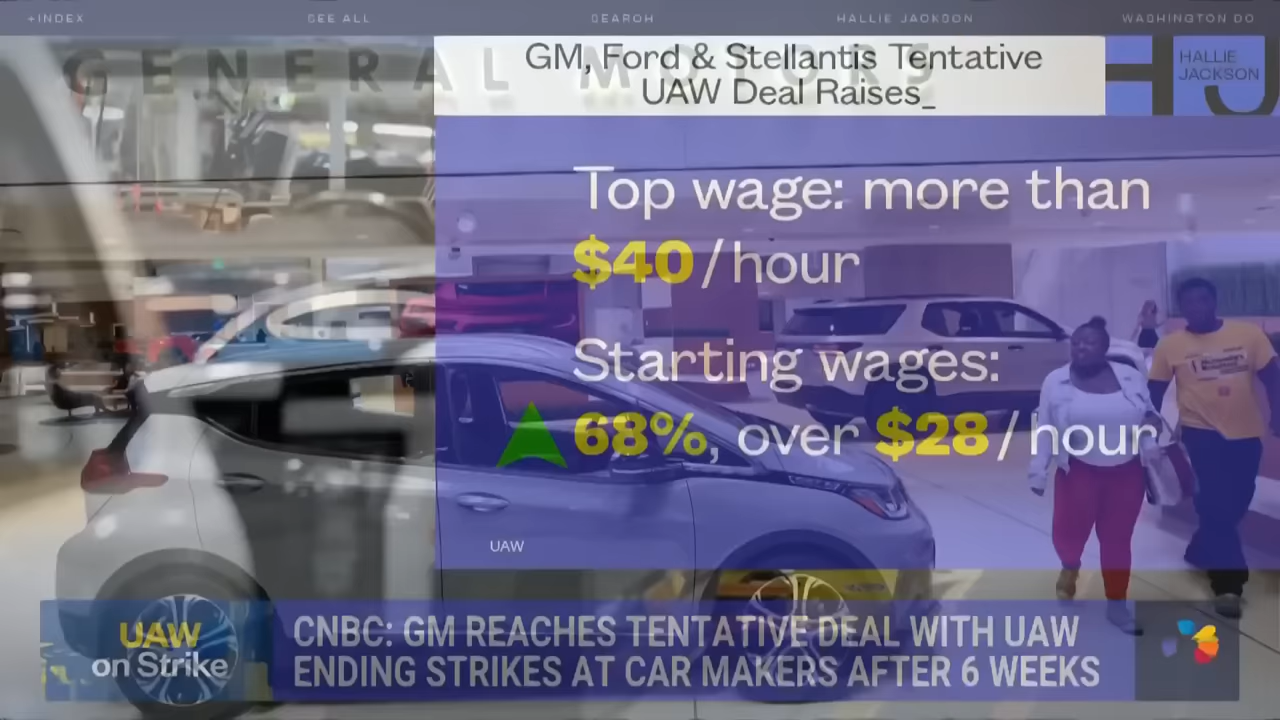 +INDEX
SEE ALL
SEARCH
HALLIE JACKSON
WASHINGTON DC
GENERAL MOTORS
GM, Ford & Stellantis Tentative
UAW Deal Raises_
HALLIE
JACKSON
HJ
Top wage: more than
$40/hour
Starting wages:
68%, over $28/hour
UAW
UAW
on Strike
CNBC: GM REACHES TENTATIVE DEAL WITH UAW
ENDING STRIKES AT CAR MAKERS AFTER 6 WEEKS